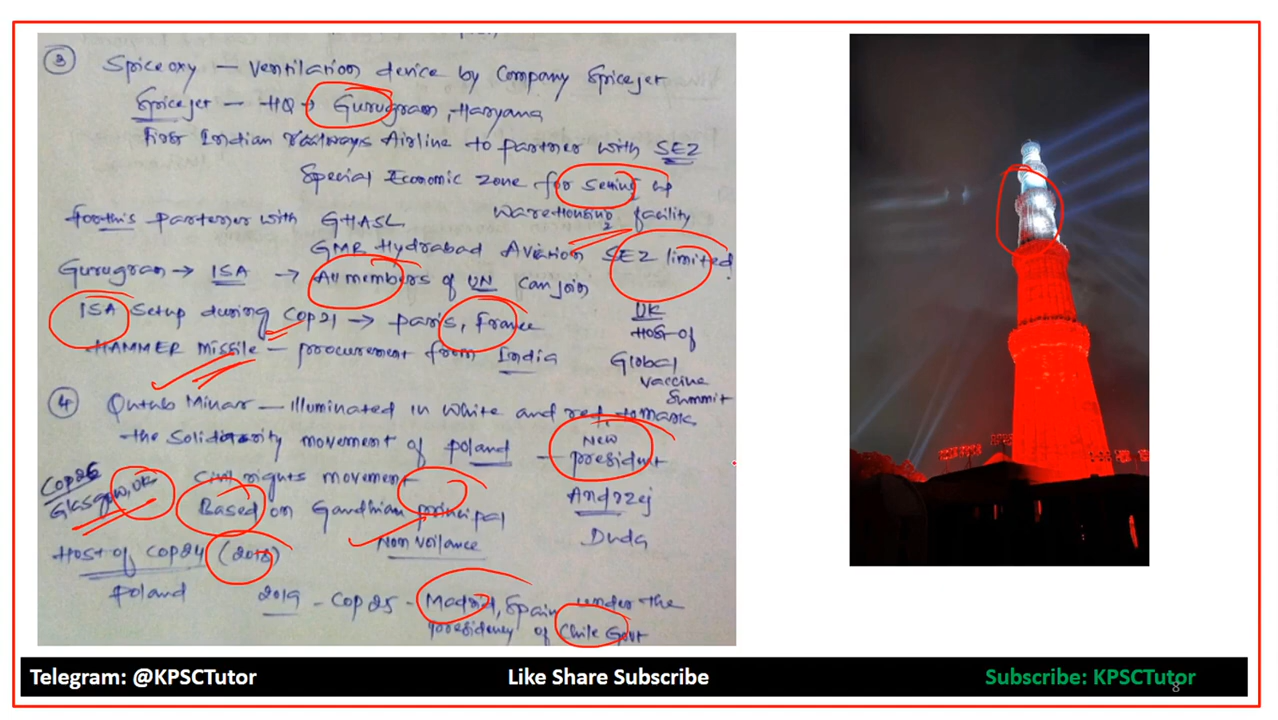 ③ Spiceoxy — Ventilation device by Company Spicejet
Spicejet — HQ → Gurugram, Haryana
First Indian Airline to partner with SEZ
Special Economic zone for setting up
Warehousing facility
for this partener with GHASL
GMR Hydrabad Aviation SEZ limited.
Gurugram → ISA → All members of UN can join
ISA Setup during COP21 → paris, France
HAMMER Missile — procurement from India
UK
Host of
Global
Vaccine
Summit
④ Qutub Minar — illuminated in white and red, to mark
the Solidarity movement of poland — New president
Andrzej
Duda
Civil rights movement
Based on Gandhian principal
Non voilance
COP26
Glasgow, UK
Host of COP24 (2018)
poland
2019 - COP25 - Madrid, Spain under the
presidency of Chile Govt
Telegram: @KPSCTutor
Like Share Subscribe
Subscribe: KPSCTutor
8